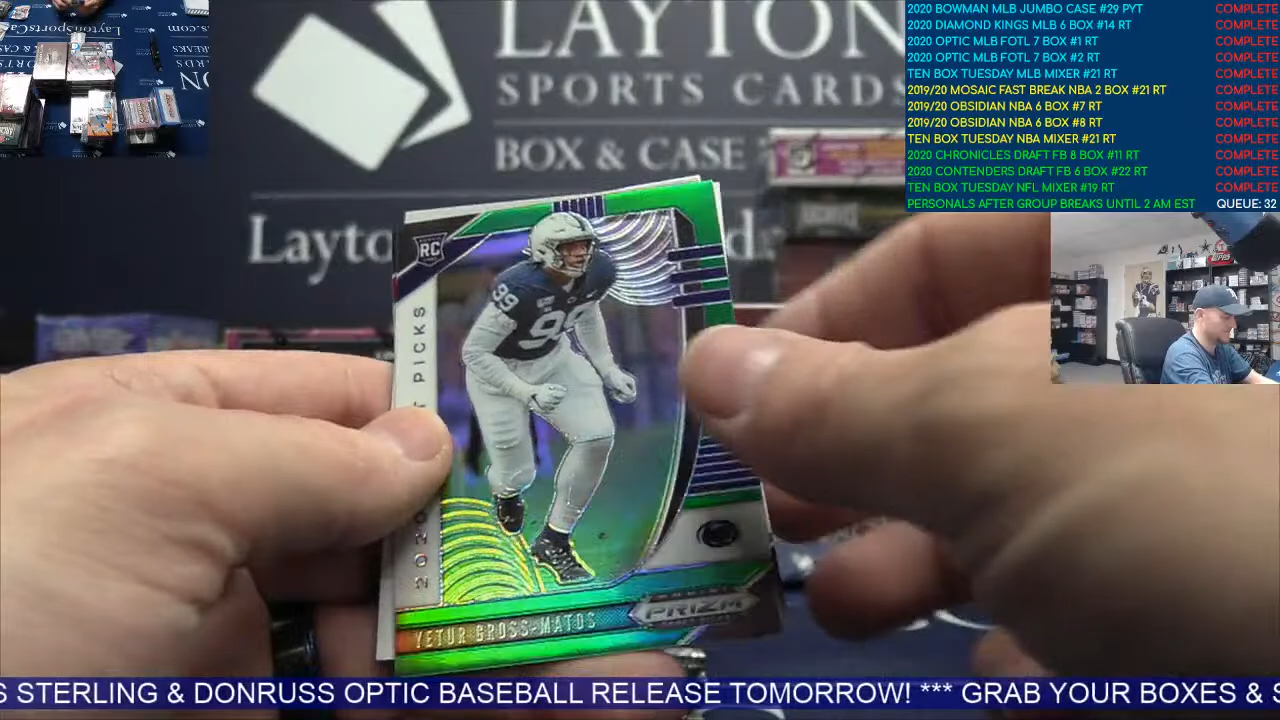 LAYTON
SPORTS CARDS
BOX & CASE
Layto
ds
2020 BOWMAN MLB JUMBO CASE #29 PYT COMPLETE
2020 DIAMOND KINGS MLB 6 BOX #14 RT COMPLETE
2020 OPTIC MLB FOTL 7 BOX #1 RT COMPLETE
2020 OPTIC MLB FOTL 7 BOX #2 RT COMPLETE
TEN BOX TUESDAY MLB MIXER #21 RT COMPLETE
2019/20 MOSAIC FAST BREAK NBA 2 BOX #21 RT COMPLETE
2019/20 OBSIDIAN NBA 6 BOX #7 RT COMPLETE
2019/20 OBSIDIAN NBA 6 BOX #8 RT COMPLETE
TEN BOX TUESDAY NBA MIXER #21 RT COMPLETE
2020 CHRONICLES DRAFT FB 8 BOX #11 RT COMPLETE
2020 CONTENDERS DRAFT FB 6 BOX #22 RT COMPLETE
TEN BOX TUESDAY NFL MIXER #19 RT COMPLETE
PERSONALS AFTER GROUP BREAKS UNTIL 2 AM EST QUEUE: 32
RC
99
PICKS
YETUR GROSS-MATOS
PRIZM
S STERLING & DONRUSS OPTIC BASEBALL RELEASE TOMORROW! *** GRAB YOUR BOXES & S